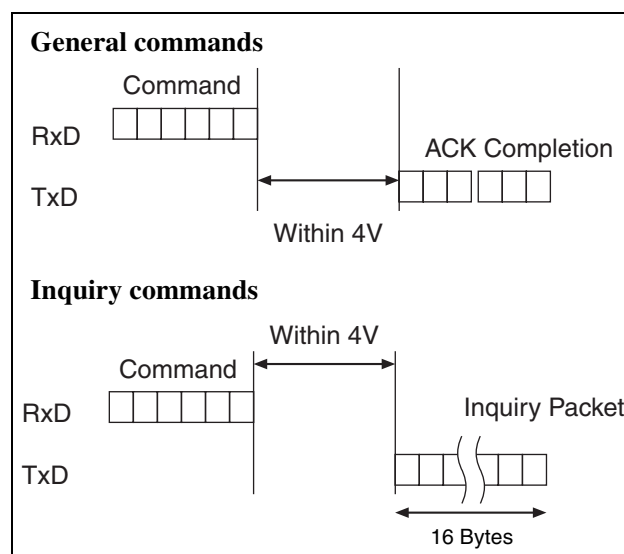 General commands
Command
RxD
ACK Completion
TxD
Within 4V
Inquiry commands
Within 4V
Command
RxD
Inquiry Packet
TxD
16 Bytes